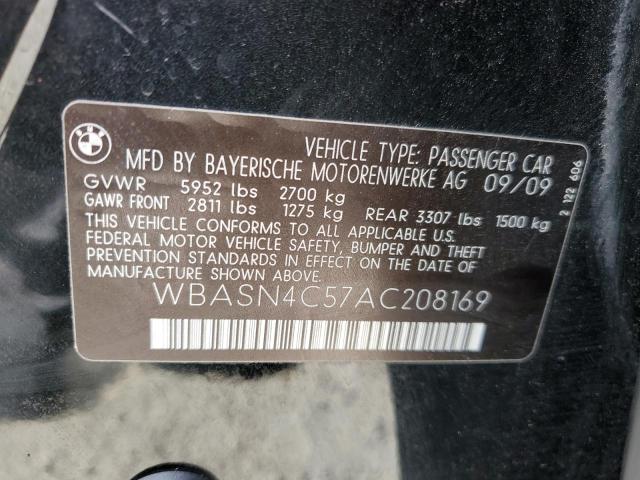 BMW
VEHICLE TYPE: PASSENGER CAR
MFD BY BAYERISCHE MOTORENWERKE AG 09/09
GVWR 5952 lbs 2700 kg
GAWR FRONT 2811 lbs 1275 kg REAR 3307 lbs 1500 kg
THIS VEHICLE CONFORMS TO ALL APPLICABLE U.S.
FEDERAL MOTOR VEHICLE SAFETY, BUMPER AND THEFT
PREVENTION STANDARDS IN EFFECT ON THE DATE OF
MANUFACTURE SHOWN ABOVE.
WBASN4C57AC208169
2 122 606